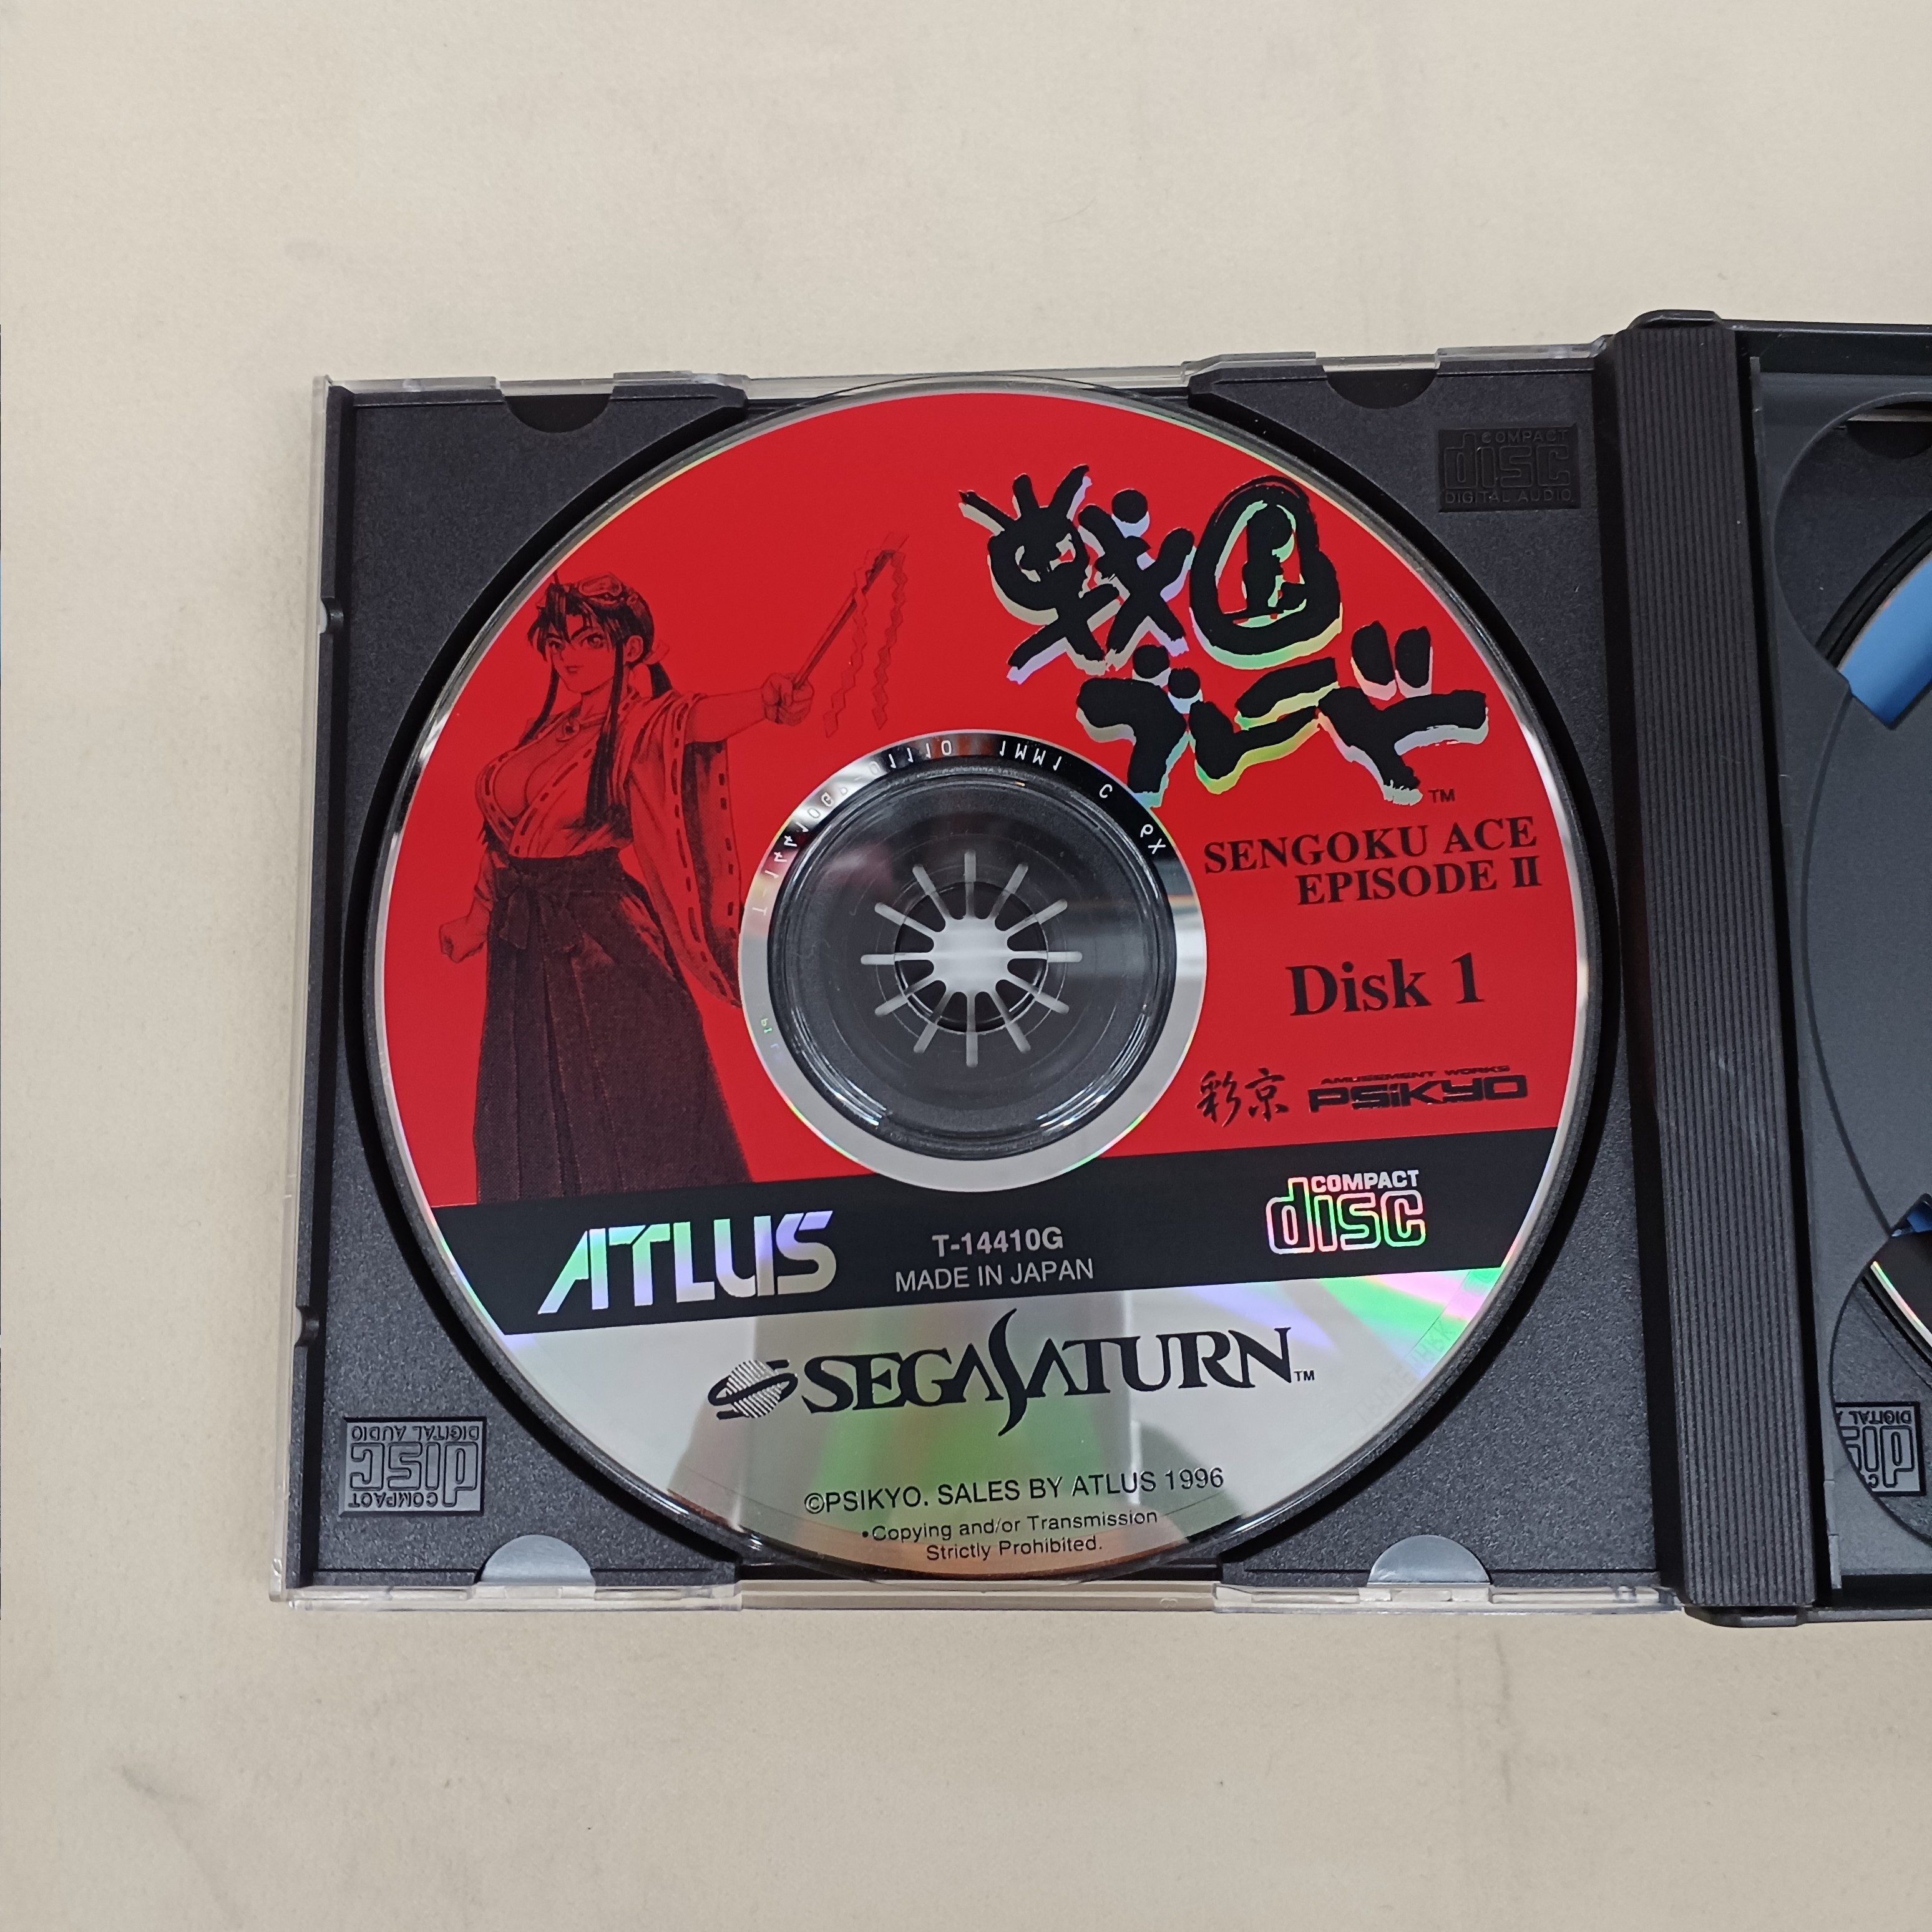 COMPACT
disc
DIGITAL AUDIO
戦国
ブレード
TM
SENGOKU ACE
EPISODE II
Disk 1
彩京
AMUSEMENT WORKS
PSIKYO
ATLUS
T-14410G
MADE IN JAPAN
COMPACT
disc
SEGA SATURN
TM
©PSIKYO. SALES BY ATLUS 1996
•Copying and/or Transmission
Strictly Prohibited.
COMPACT
disc
DIGITAL AUDIO